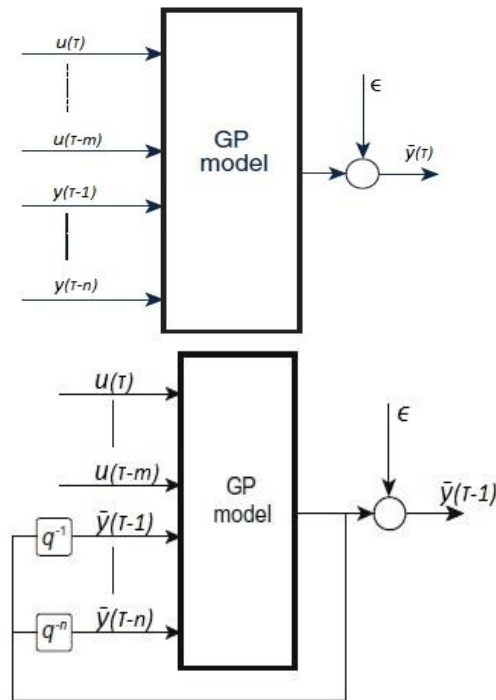 u(τ)
ϵ
GP
model
ȳ(τ)
u(τ-m)
y(τ-1)
y(τ-n)
u(τ)
ϵ
u(τ-m)
GP
model
ȳ(τ-1)
q⁻¹ ȳ(τ-1)
q⁻ⁿ ȳ(τ-n)